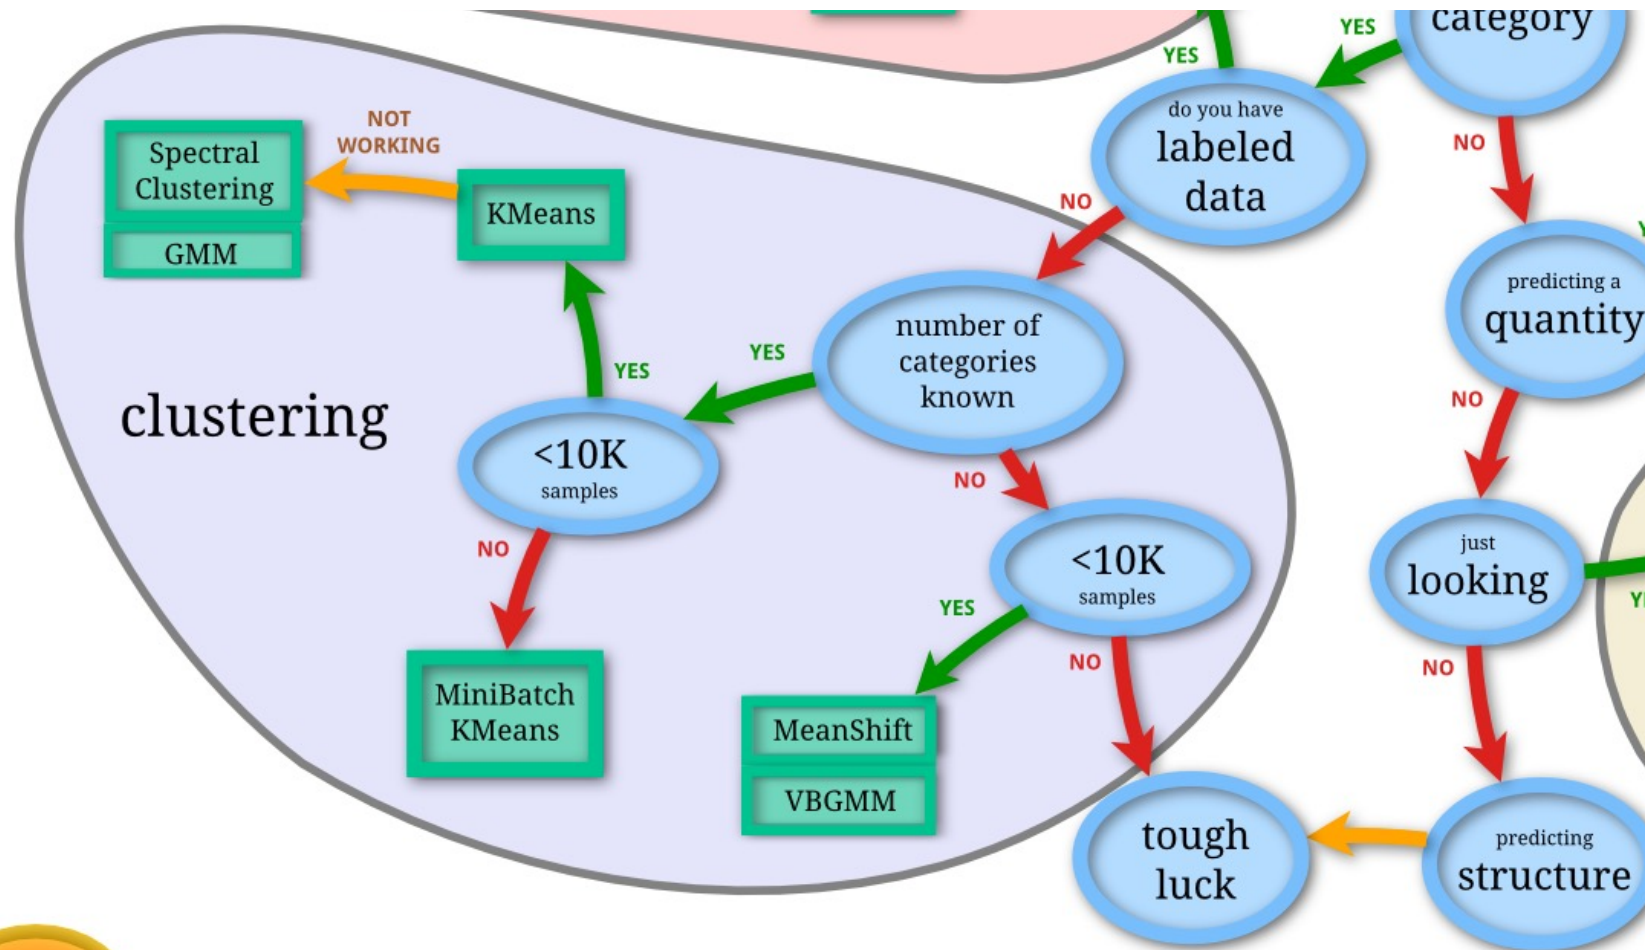 category
YES
YES
do you have
labeled
data
NO
NO
NOT
WORKING
Spectral
Clustering
GMM
KMeans
number of
categories
known
YES
YES
NO
predicting a
quantity
NO
clustering
<10K
samples
NO
<10K
samples
YES
NO
just
looking
NO
MiniBatch
KMeans
MeanShift
VBGMM
tough
luck
predicting
structure